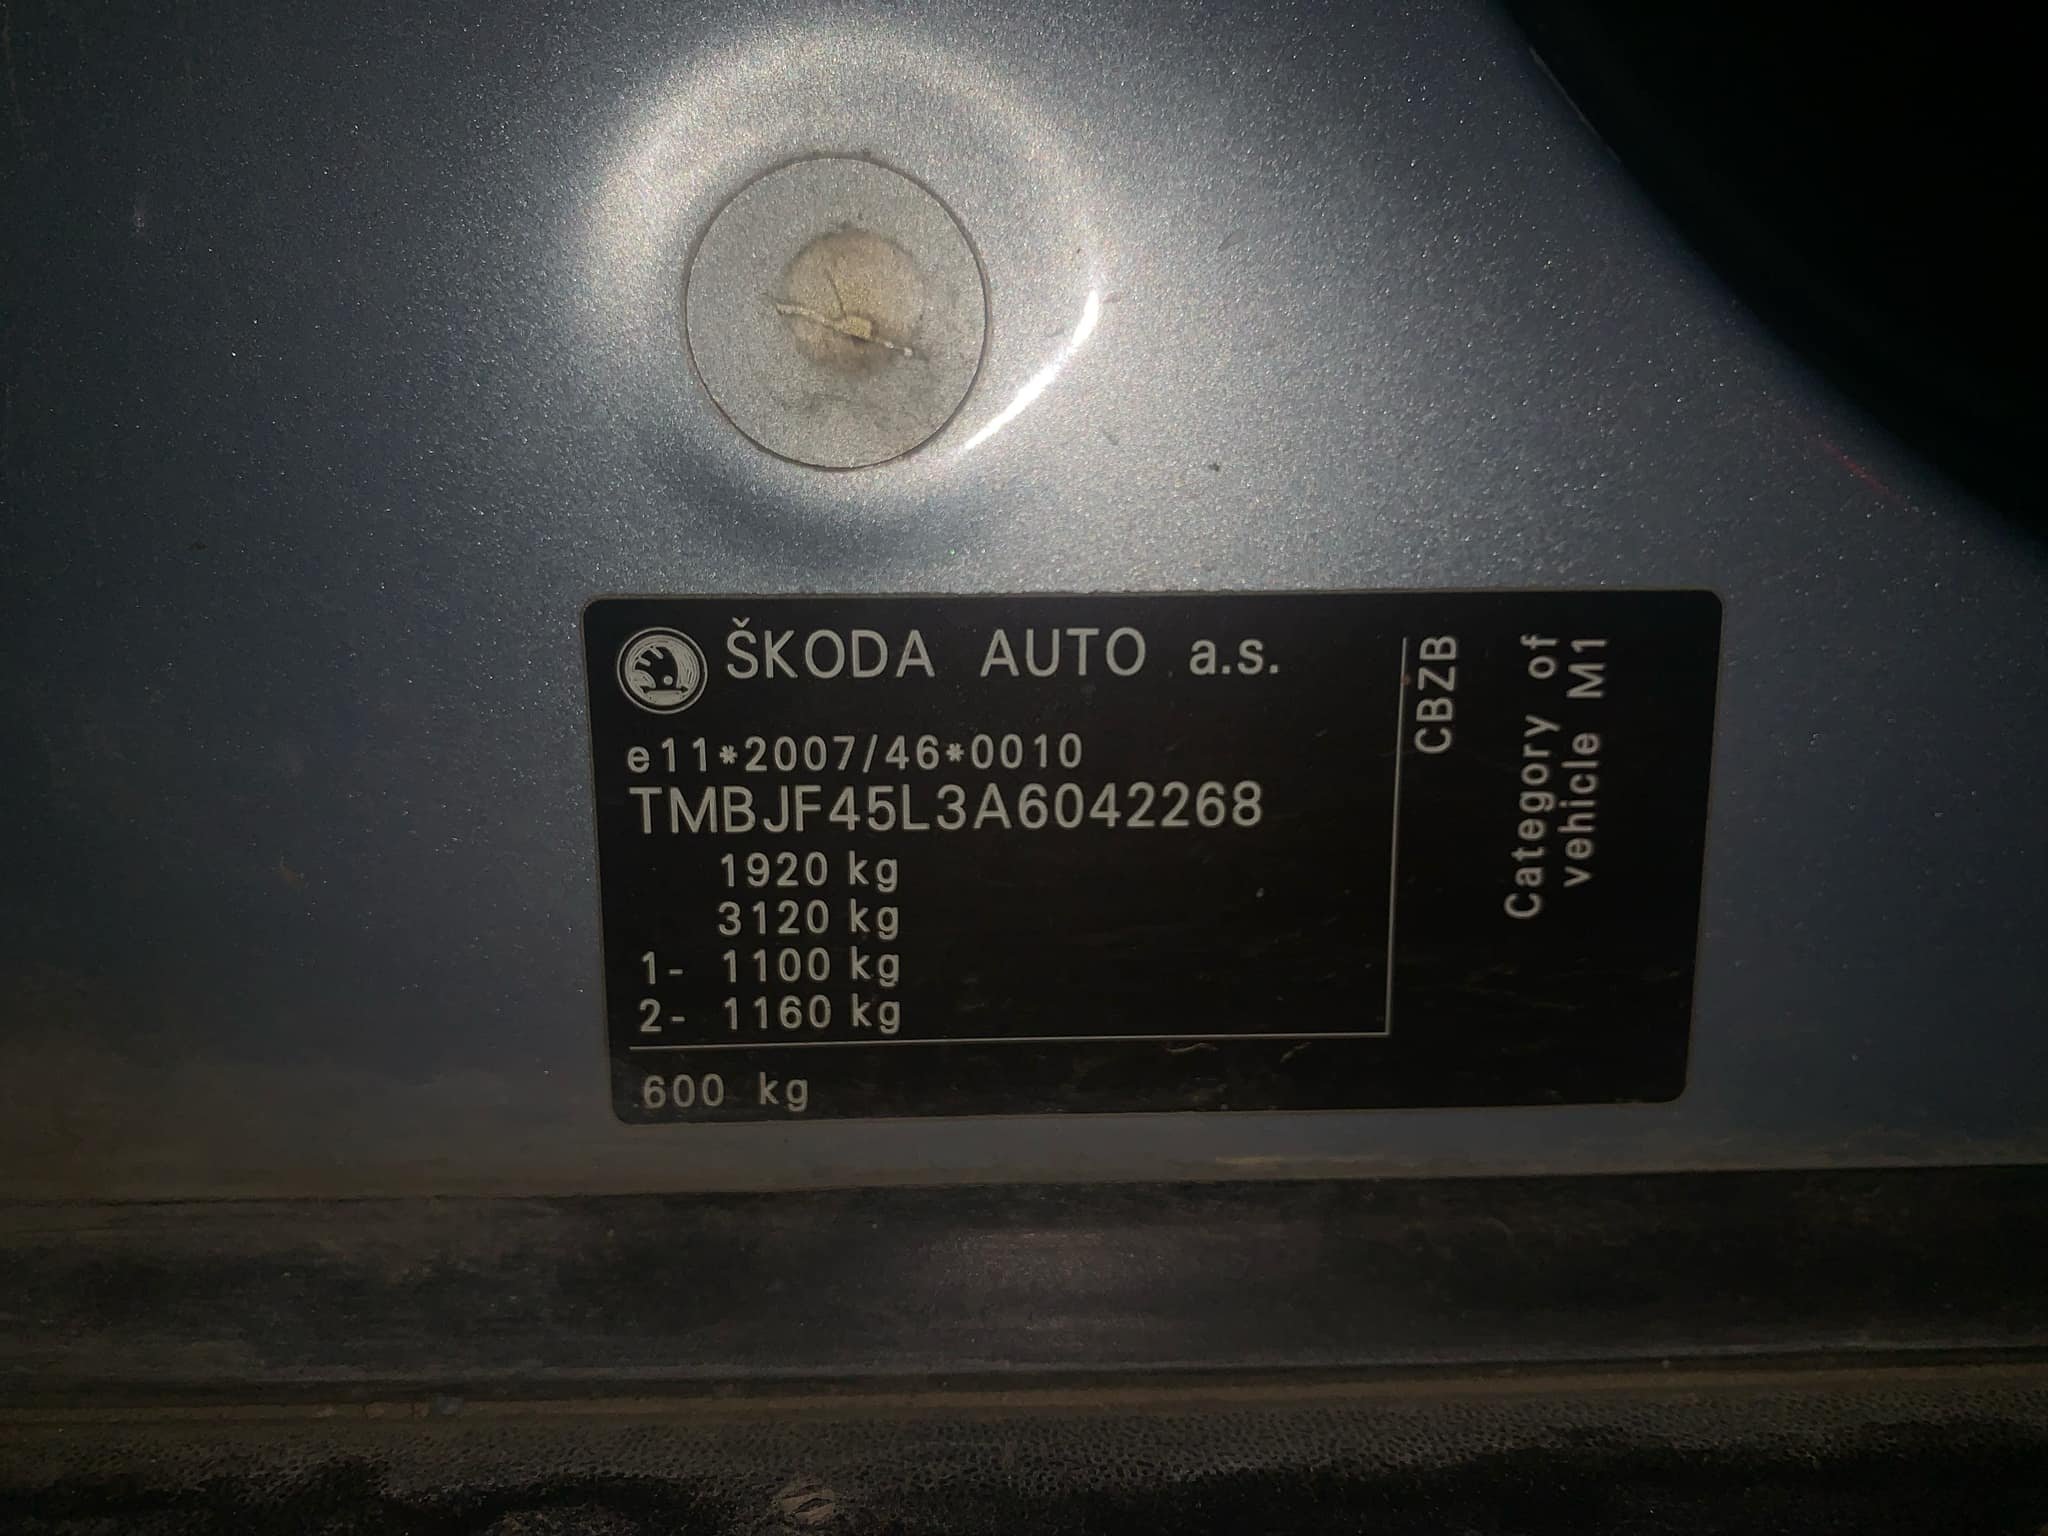 ŠKODA AUTO a.s.
e11*2007/46*0010
TMBJF45L3A6042268
1920 kg
3120 kg
1- 1100 kg
2- 1160 kg
600 kg
CBZB
Category of
vehicle M1